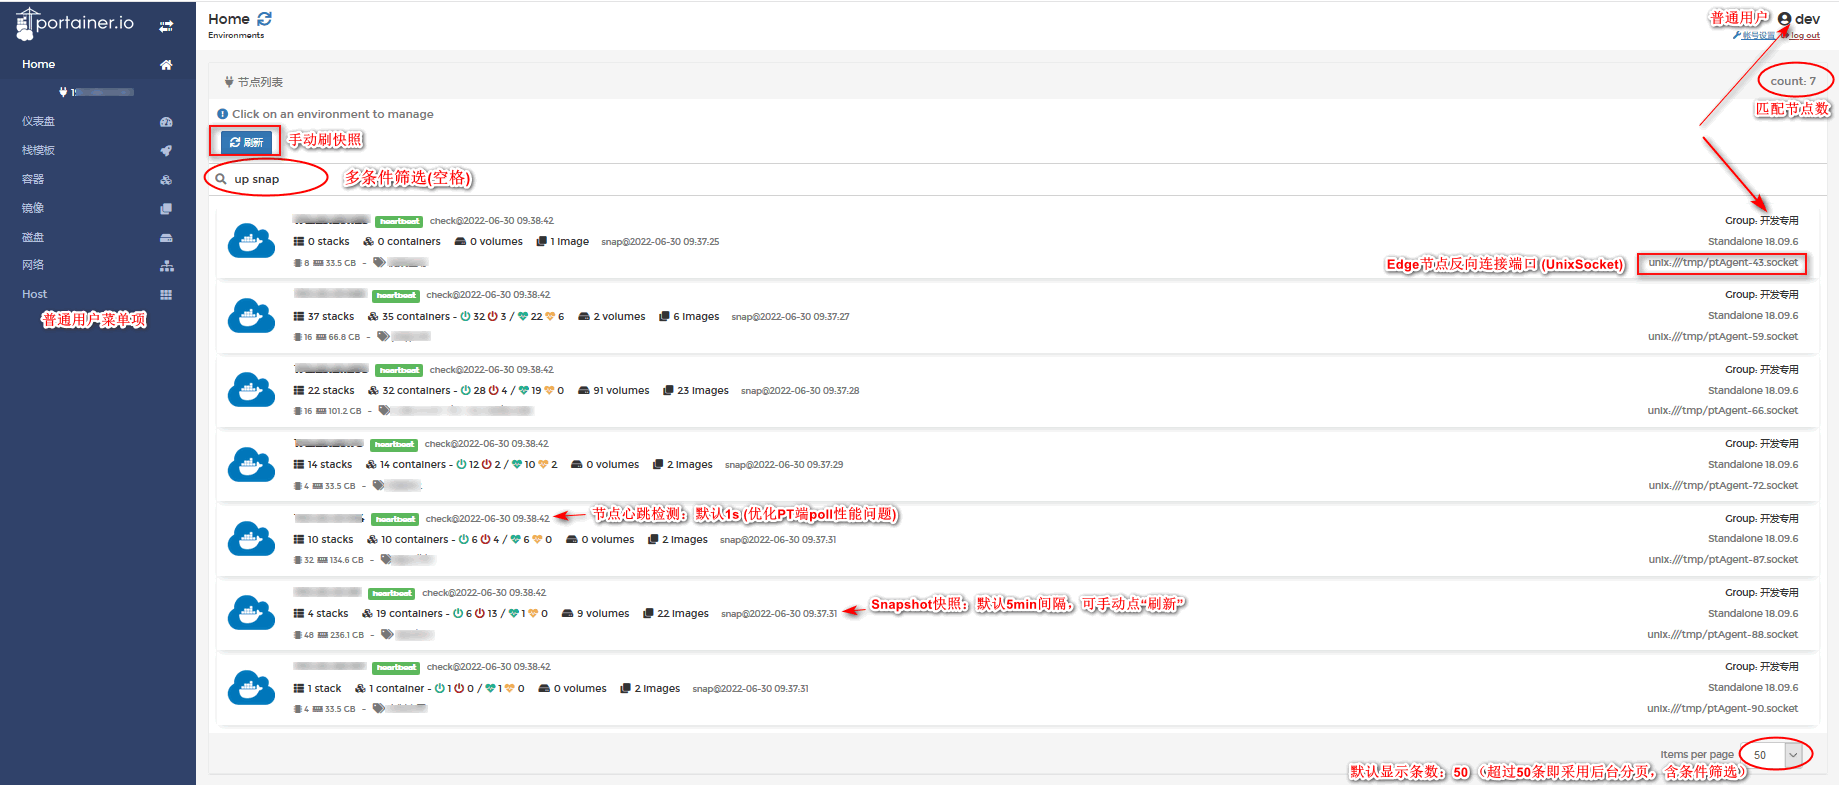 portainer.io
Home
仪表盘
栈模板
容器
镜像
磁盘
网络
Host
普通用户菜单项
Home
Environments
普通用户
dev
帐号设置
log out
节点列表
count: 7
匹配节点数
Click on an environment to manage
刷新
手动刷快照
up snap
多条件筛选(空格)
heartbeat check@2022-06-30 09:38:42
Group: 开发专用
0 stacks 0 containers 0 volumes 1 image snap@2022-06-30 09:37:25
Standalone 18.09.6
8 33.5 GB -
Edge节点反向连接端口 (UnixSocket)
unix:///tmp/ptAgent-43.socket
heartbeat check@2022-06-30 09:38:42
Group: 开发专用
37 stacks 35 containers - 32 3 / 22 6 2 volumes 6 images snap@2022-06-30 09:37:27
Standalone 18.09.6
16 66.8 GB -
unix:///tmp/ptAgent-59.socket
heartbeat check@2022-06-30 09:38:42
Group: 开发专用
22 stacks 32 containers - 28 4 / 19 0 91 volumes 23 images snap@2022-06-30 09:37:28
Standalone 18.09.6
16 101.2 GB -
unix:///tmp/ptAgent-66.socket
heartbeat check@2022-06-30 09:38:42
Group: 开发专用
14 stacks 14 containers - 12 2 / 10 2 0 volumes 2 images snap@2022-06-30 09:37:29
Standalone 18.09.6
4 33.5 GB -
unix:///tmp/ptAgent-72.socket
heartbeat check@2022-06-30 09:38:42
节点心跳检测：默认1s (优化PT端poll性能问题)
Group: 开发专用
10 stacks 10 containers - 6 4 / 6 0 0 volumes 2 images snap@2022-06-30 09:37:31
Standalone 18.09.6
32 134.6 GB -
unix:///tmp/ptAgent-87.socket
heartbeat check@2022-06-30 09:38:42
Group: 开发专用
4 stacks 19 containers - 6 13 / 1 0 9 volumes 22 images snap@2022-06-30 09:37:31
Snapshot快照：默认5min间隔，可手动点“刷新”
Standalone 18.09.6
48 236.1 GB -
unix:///tmp/ptAgent-88.socket
heartbeat check@2022-06-30 09:38:42
Group: 开发专用
1 stack 1 container - 1 0 / 1 0 0 volumes 2 images snap@2022-06-30 09:37:31
Standalone 18.09.6
4 33.5 GB -
unix:///tmp/ptAgent-90.socket
Items per page 50
默认显示条数：50（超过50条即采用后台分页，含条件筛选）